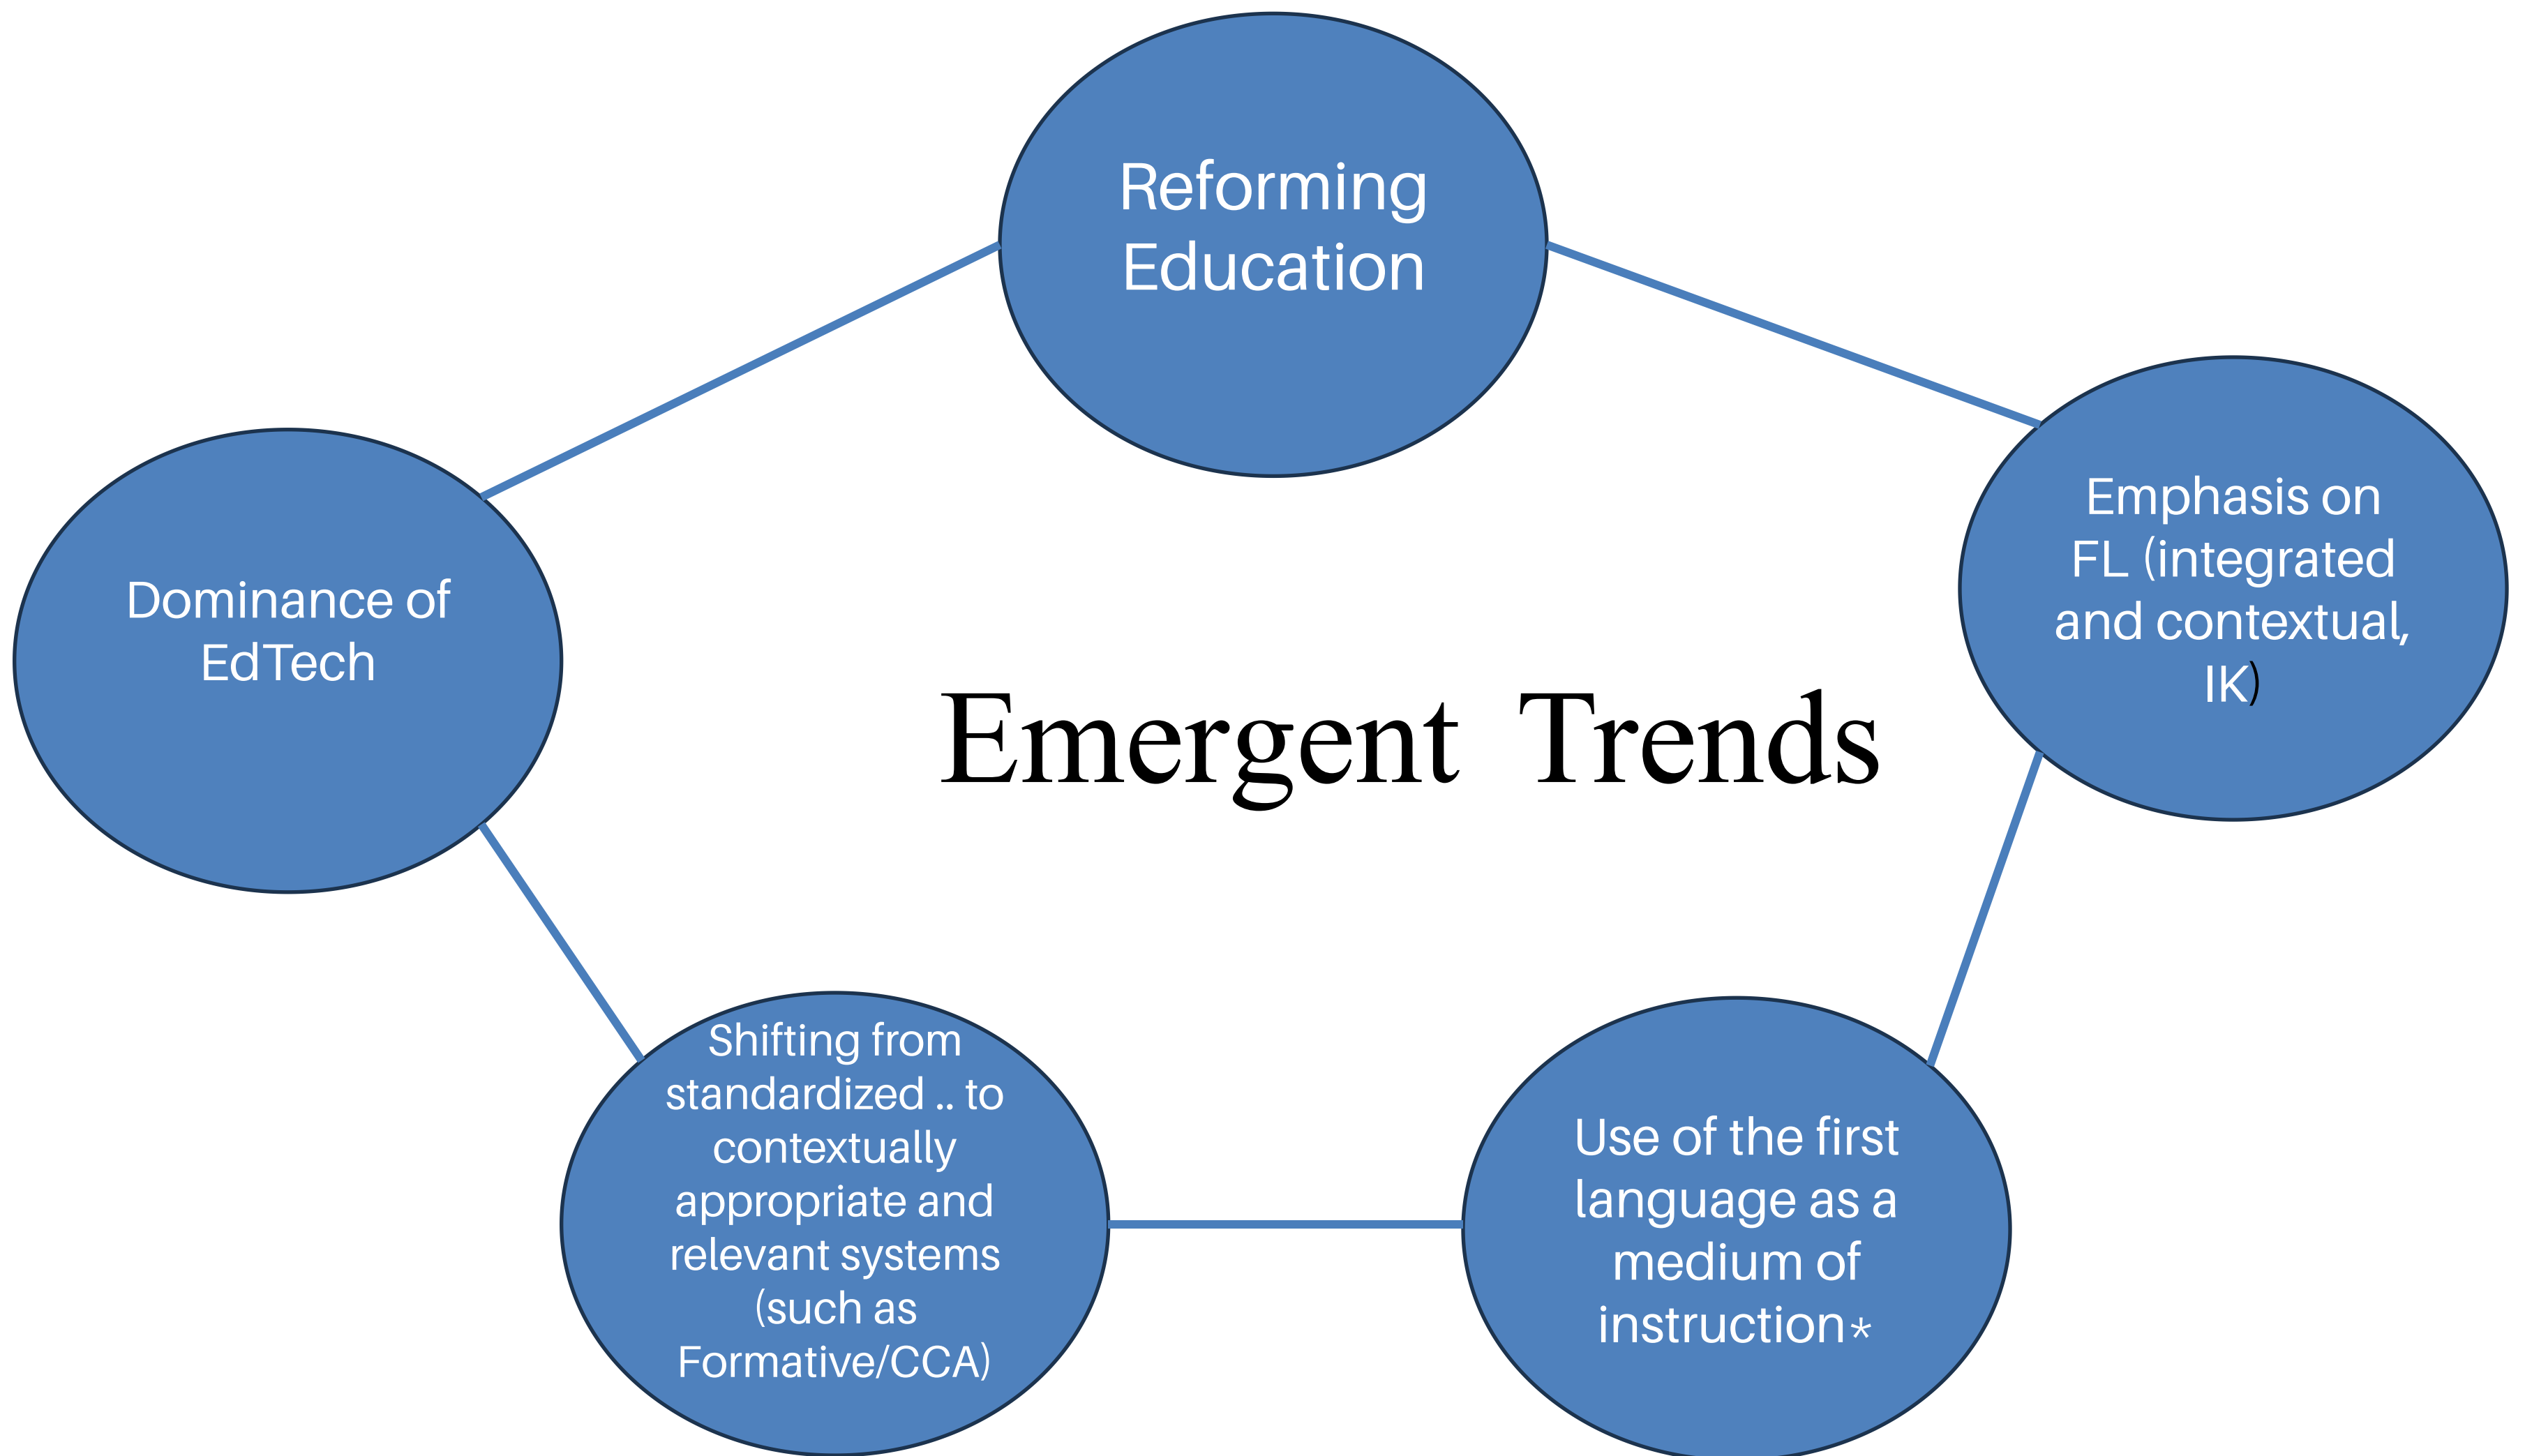 Reforming
Education
Emphasis on
FL (integrated
and contextual,
IK)
Dominance of
EdTech
Emergent Trends
Shifting from
standardized .. to
contextually
appropriate and
relevant systems
(such as
Formative/CCA)
Use of the first
language as a
medium of
instruction*